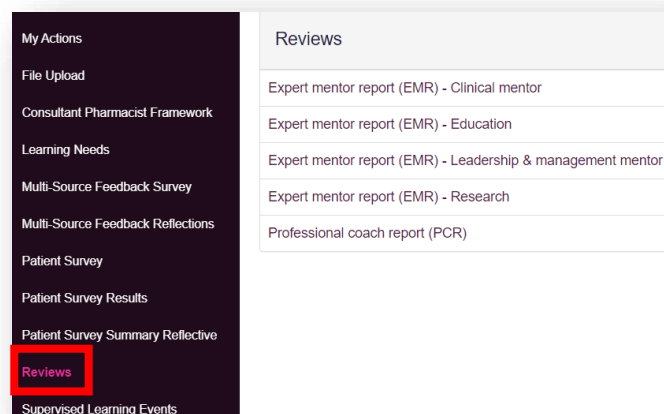 My Actions
File Upload
Consultant Pharmacist Framework
Learning Needs
Multi-Source Feedback Survey
Multi-Source Feedback Reflections
Patient Survey
Patient Survey Results
Patient Survey Summary Reflective
Reviews
Supervised Learning Events
Reviews
Expert mentor report (EMR) - Clinical mentor
Expert mentor report (EMR) - Education
Expert mentor report (EMR) - Leadership & management mentor
Expert mentor report (EMR) - Research
Professional coach report (PCR)